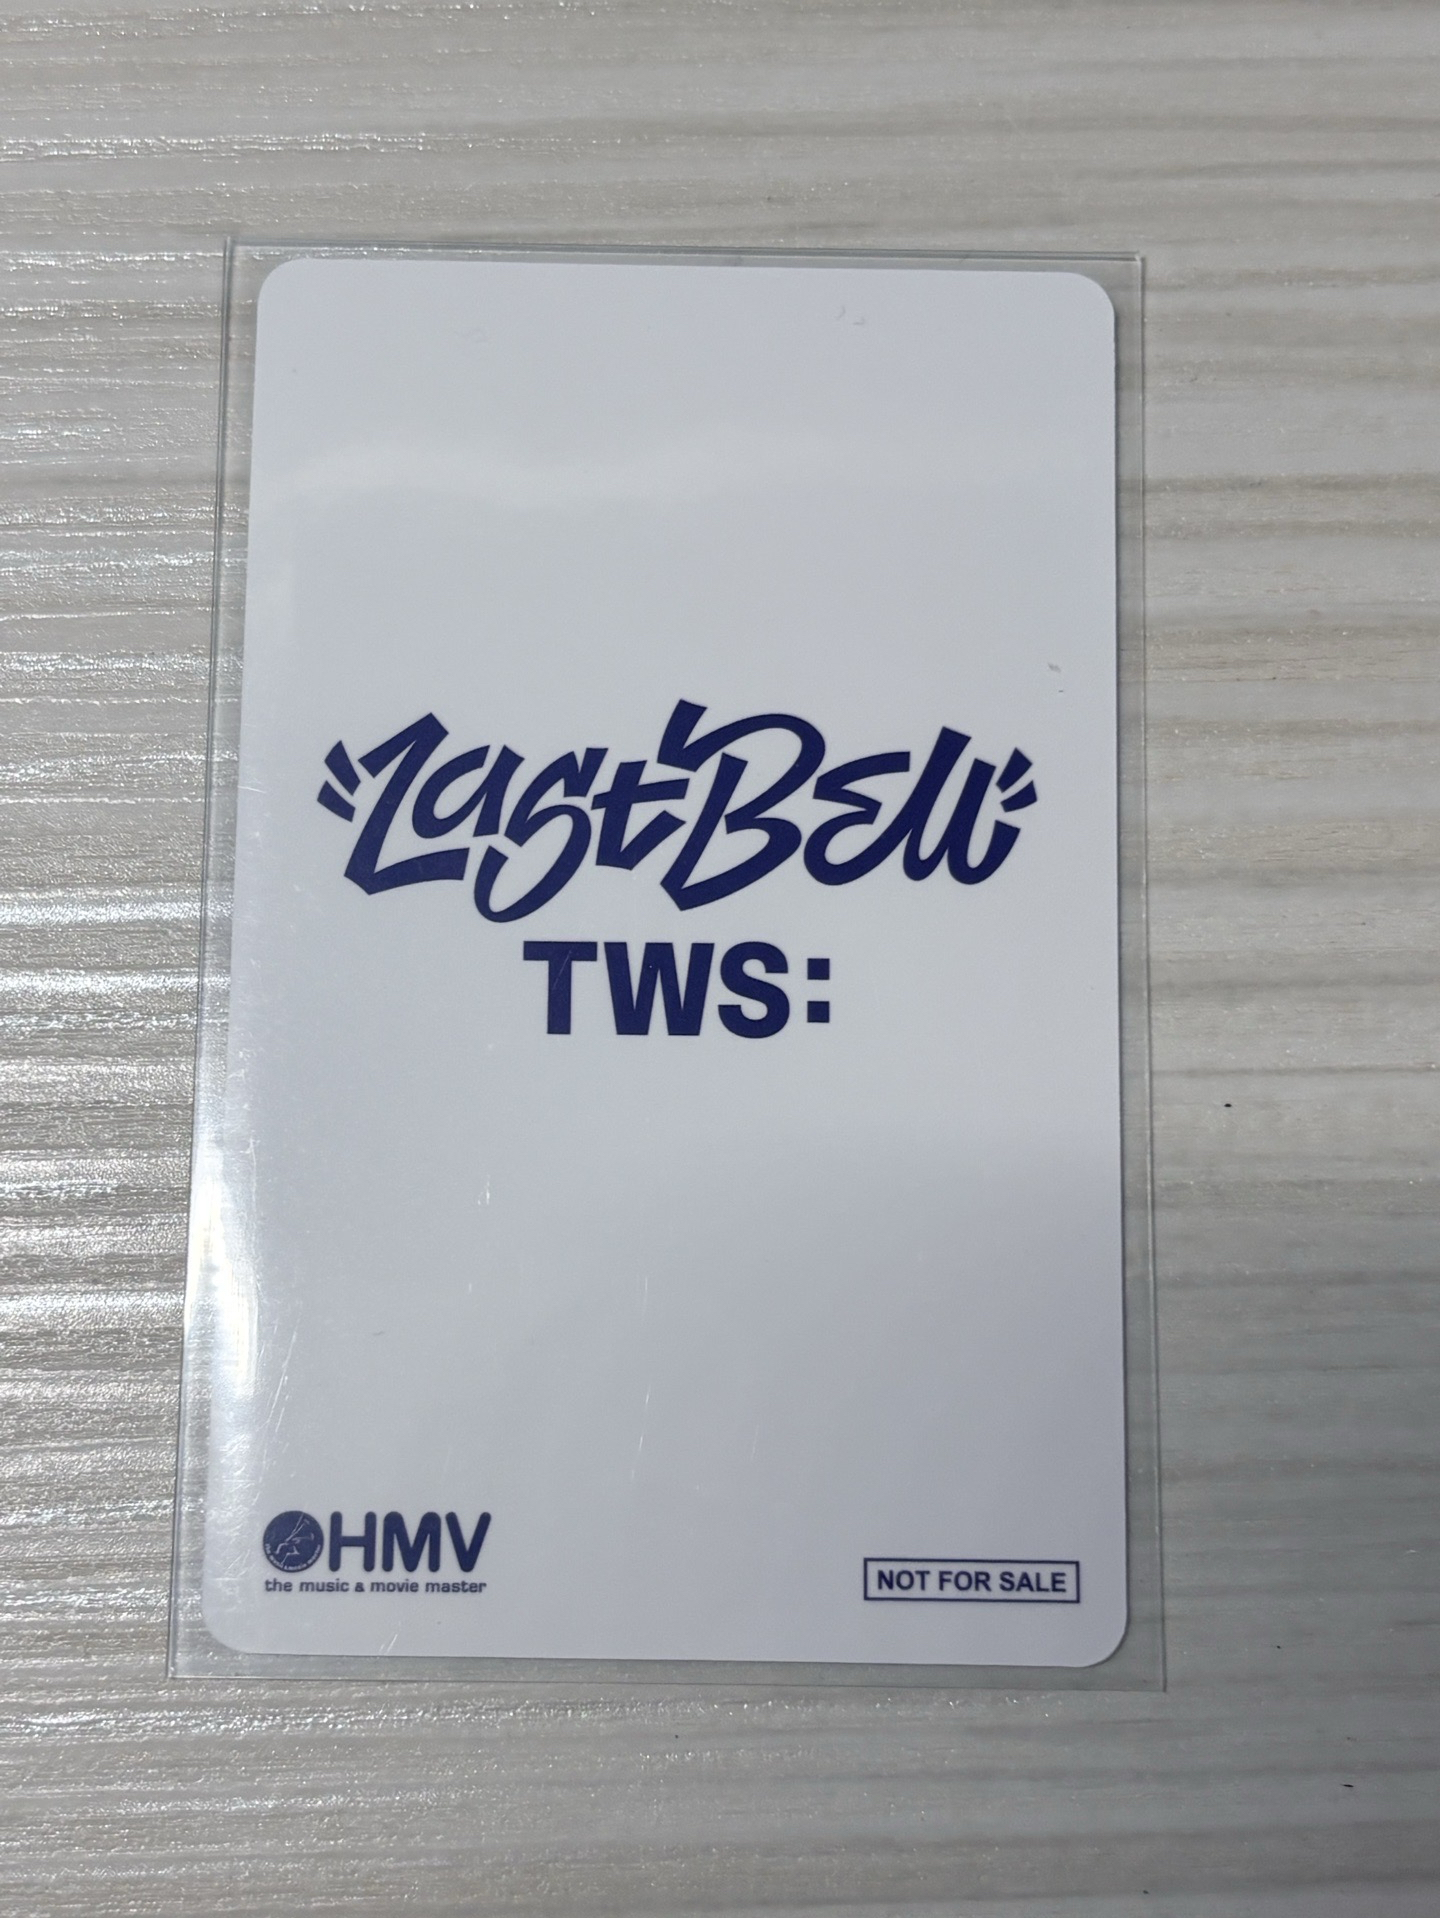 Last Bell
TWS:
HMV
the music & movie master
NOT FOR SALE